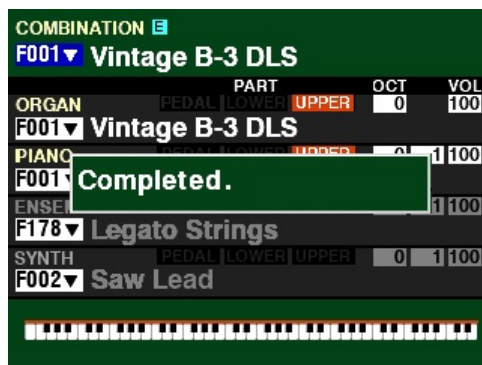 COMBINATION E
F001▼ Vintage B-3 DLS
PART OCT VOL
ORGAN PEDAL LOWER UPPER 0 100
F001▼ Vintage B-3 DLS
PIANO PEDAL LOWER UPPER 0 1 100
F001
Completed.
1 100
F178▼ Legato Strings
SYNTH PEDAL LOWER UPPER 0 1 100
F002▼ Saw Lead